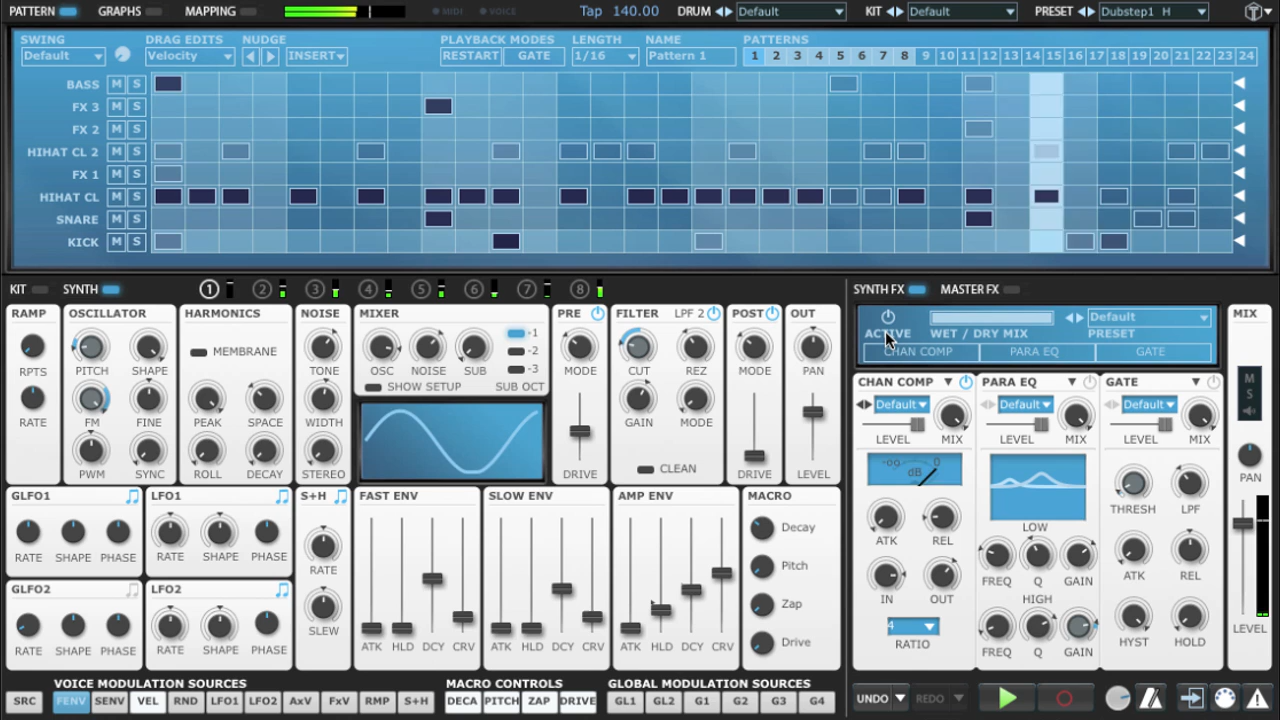 PATTERN GRAPHS MAPPING MIDI VOICE Tap 140.00 DRUM Default KIT Default PRESET Dubstep1 H
SWING DRAG EDITS NUDGE PLAYBACK MODES LENGTH NAME PATTERNS
Default Velocity INSERT RESTART GATE 1/16 Pattern 1 1 2 3 4 5 6 7 8 9 10 11 12 13 14 15 16 17 18 19 20 21 22 23 24
BASS M S
FX 3 M S
FX 2 M S
HIHAT CL 2 M S
FX 1 M S
HIHAT CL M S
SNARE M S
KICK M S
KIT SYNTH 1 2 3 4 5 6 7 8 SYNTH FX MASTER FX
RAMP OSCILLATOR HARMONICS NOISE MIXER PRE FILTER LPF 2 POST OUT MIX
Default
ACTIVE WET / DRY MIX PRESET
CHAN COMP PARA EQ GATE
-1
MEMBRANE -2
RPTS PITCH SHAPE TONE OSC NOISE SUB -3 MODE CUT REZ MODE PAN
SHOW SETUP SUB OCT
CHAN COMP PARA EQ GATE
Default Default Default
RATE FM FINE PEAK SPACE WIDTH GAIN MODE
LEVEL MIX LEVEL MIX LEVEL MIX
M
S
PWM SYNC ROLL DECAY STEREO DRIVE CLEAN DRIVE LEVEL
dB 0
PAN
GLFO1 LFO1 S+H FAST ENV SLOW ENV AMP ENV MACRO
THRESH LPF
Decay
LOW
RATE SHAPE PHASE RATE SHAPE PHASE RATE
ATK REL
Pitch
FREQ Q GAIN ATK REL
GLFO2 LFO2
IN OUT HIGH
Zap
SLEW LEVEL
4
RATIO
Drive
RATE SHAPE PHASE RATE SHAPE PHASE ATK HLD DCY CRV ATK HLD DCY CRV ATK HLD DCY CRV
FREQ Q GAIN HYST HOLD
VOICE MODULATION SOURCES MACRO CONTROLS GLOBAL MODULATION SOURCES
SRC FENV SENV VEL RND LFO1 LFO2 AxV FxV RMP S+H DECA PITCH ZAP DRIVE GL1 GL2 G1 G2 G3 G4
UNDO REDO